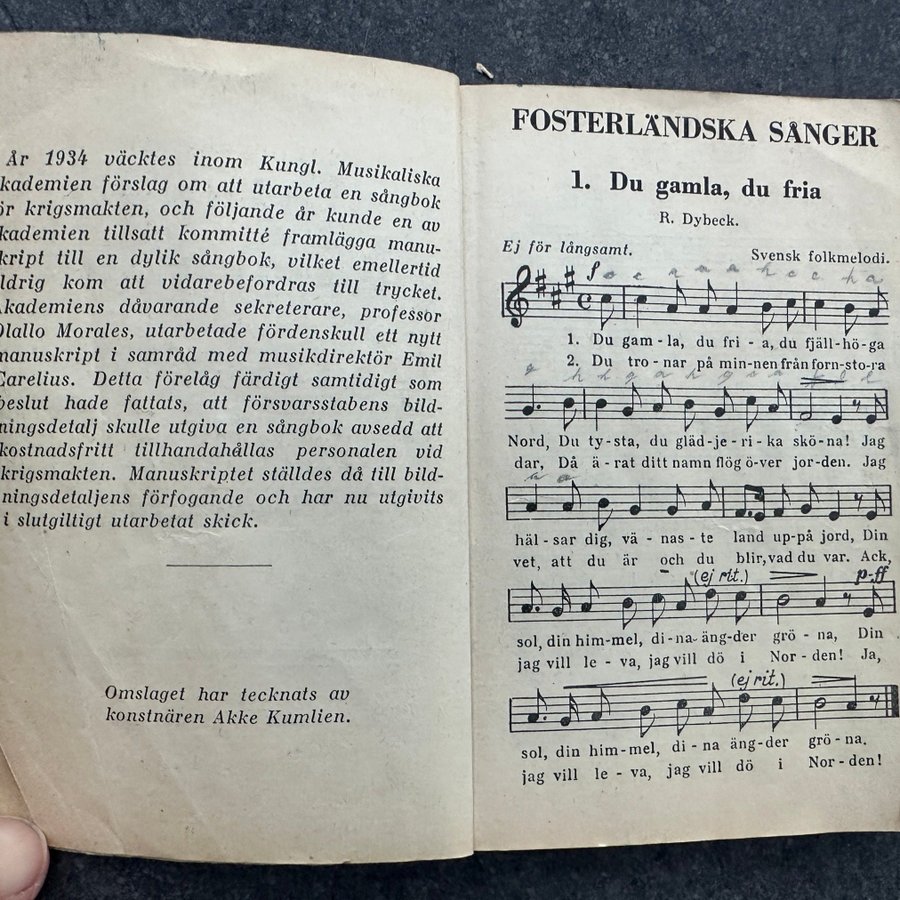 År 1934 väcktes inom Kungl. Musikaliska
kademien förslag om att utarbeta en sångbok
ör krigsmakten, och följande år kunde en av
kademien tillsatt kommitté framlägga manu-
kript till en dylik sångbok, vilket emellertid
ldrig kom att vidarebefordras till trycket.
Akademiens dåvarande sekreterare, professor
Olallo Morales, utarbetade fördenskull ett nytt
manuskript i samråd med musikdirektör Emil
Carelius. Detta förelåg färdigt samtidigt som
beslut hade fattats, att försvarsstabens bild-
ningsdetalj skulle utgiva en sångbok avsedd att
kostnadsfritt tillhandahållas personalen vid
krigsmakten. Manuskriptet ställdes då till bild-
ningsdetaljens förfogande och har nu utgivits
i slutgiltigt utarbetat skick.
Omslaget har tecknats av
konstnären Akke Kumlien.
FOSTERLÄNDSKA SÅNGER
1. Du gamla, du fria
R. Dybeck.
Ej för långsamt.
Svensk folkmelodi.
f
1. Du gam - la, du fri - a, du fjäll - hö - ga
2. Du tro - nar på min - nen från forn - sto - ra
Nord, Du ty - sta, du gläd - je - ri - ka skö - na! Jag
dar, Då ä - rat ditt namn flög ö - ver jor - den. Jag
häl - sar dig, vä - nas - te land up - på jord, Din
vet, att du är och du blir, vad du var. Ack,
(ej rit.)
p-ff
sol, din him - mel, di - na äng - der grö - na, Din
jag vill le - va, jag vill dö i Nor - den! Ja,
(ej rit.)
sol, din him - mel, di - na äng - der grö - na.
jag vill le - va, jag vill dö i Nor - den!